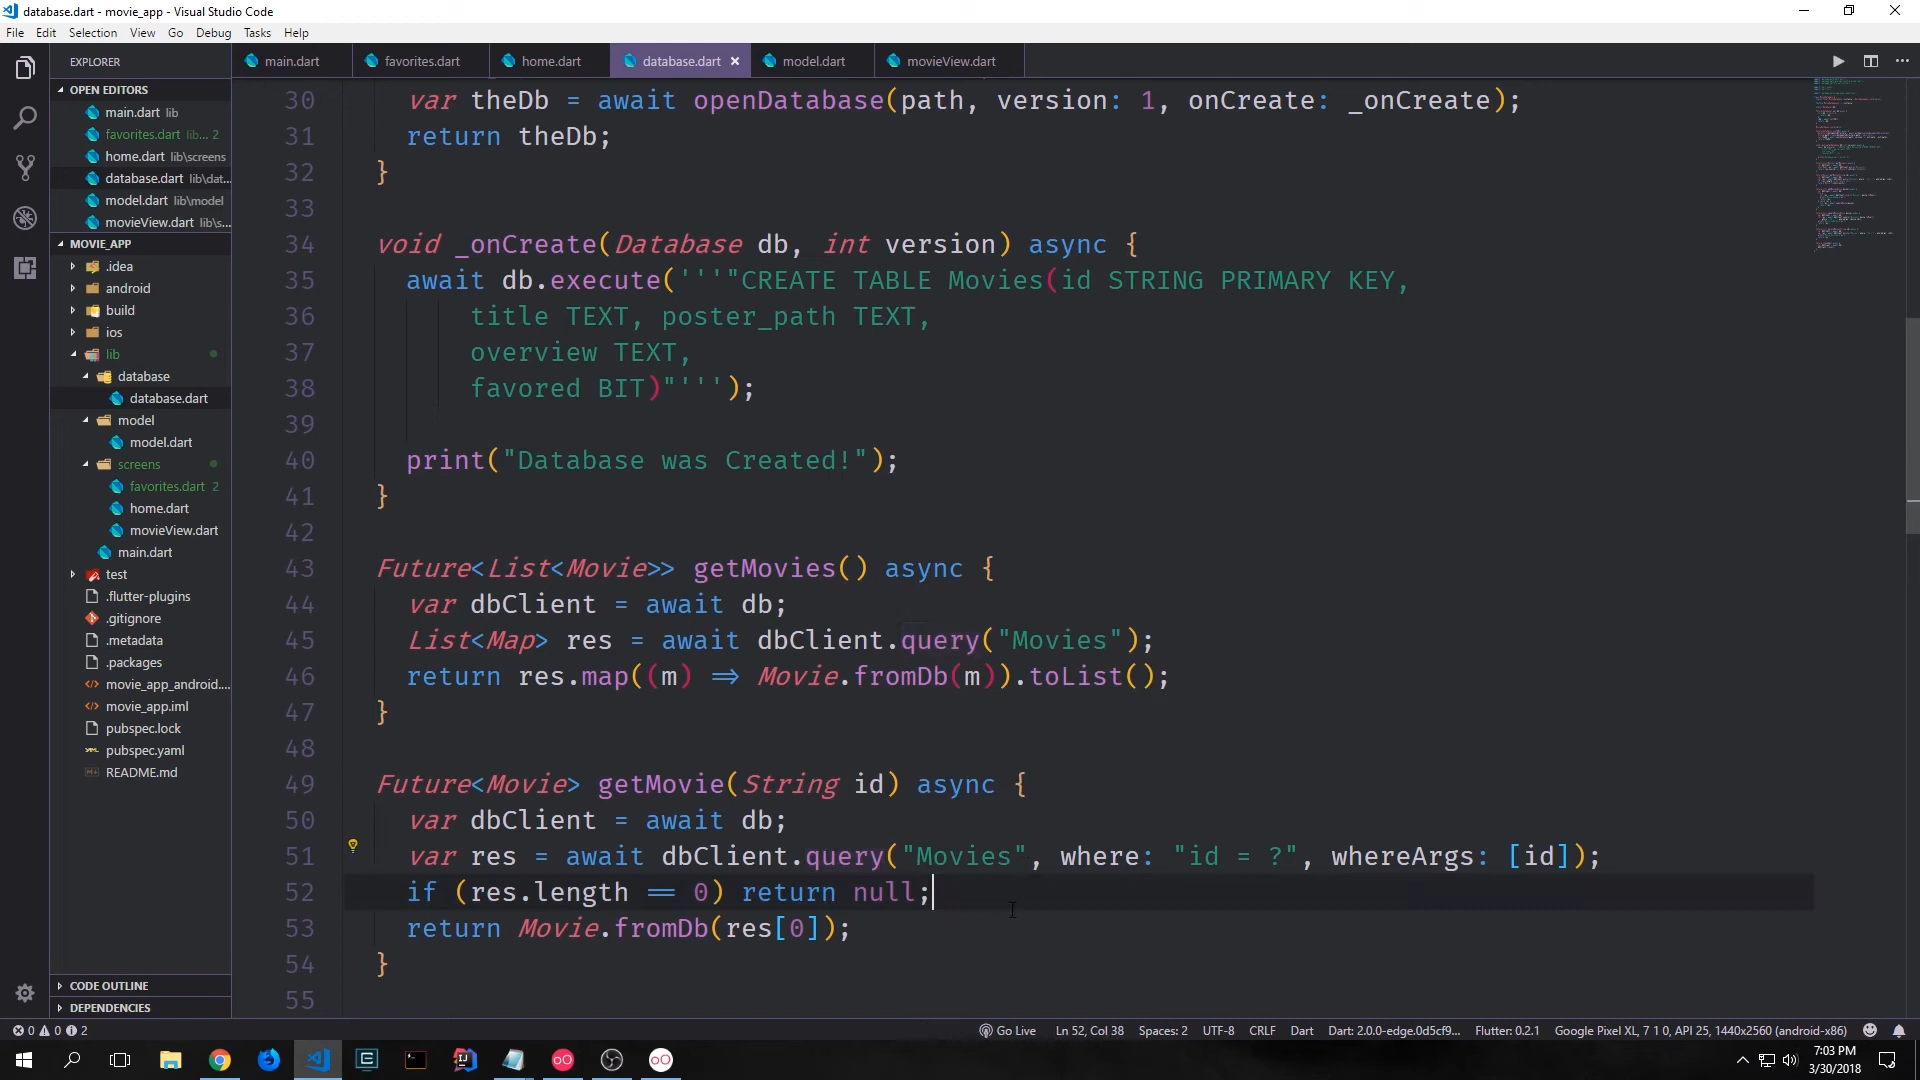 database.dart - movie_app - Visual Studio Code
File Edit Selection View Go Debug Tasks Help
EXPLORER
OPEN EDITORS
main.dart lib
favorites.dart lib... 2
home.dart lib\screens
database.dart lib\dat...
model.dart lib\model
movieView.dart lib\s...
MOVIE_APP
.idea
android
build
ios
lib
database
database.dart
model
model.dart
screens
favorites.dart 2
home.dart
movieView.dart
main.dart
test
.flutter-plugins
.gitignore
.metadata
.packages
movie_app_android....
movie_app.iml
pubspec.lock
pubspec.yaml
README.md
CODE OUTLINE
DEPENDENCIES
main.dart favorites.dart home.dart database.dart × model.dart movieView.dart
30 var theDb = await openDatabase(path, version: 1, onCreate: _onCreate);
31 return theDb;
32 }
33
34 void _onCreate(Database db, int version) async {
35 await db.execute('''"CREATE TABLE Movies(id STRING PRIMARY KEY,
36 title TEXT, poster_path TEXT,
37 overview TEXT,
38 favored BIT)"''');
39
40 print("Database was Created!");
41 }
42
43 Future<List<Movie>> getMovies() async {
44 var dbClient = await db;
45 List<Map> res = await dbClient.query("Movies");
46 return res.map((m) => Movie.fromDb(m)).toList();
47 }
48
49 Future<Movie> getMovie(String id) async {
50 var dbClient = await db;
51 var res = await dbClient.query("Movies", where: "id = ?", whereArgs: [id]);
52 if (res.length == 0) return null;
53 return Movie.fromDb(res[0]);
54 }
55
0 0 2 Go Live Ln 52, Col 38 Spaces: 2 UTF-8 CRLF Dart Dart: 2.0.0-edge.0d5cf9... Flutter: 0.2.1 Google Pixel XL, 7 1 0, API 25, 1440x2560 (android-x86)
7:03 PM
3/30/2018